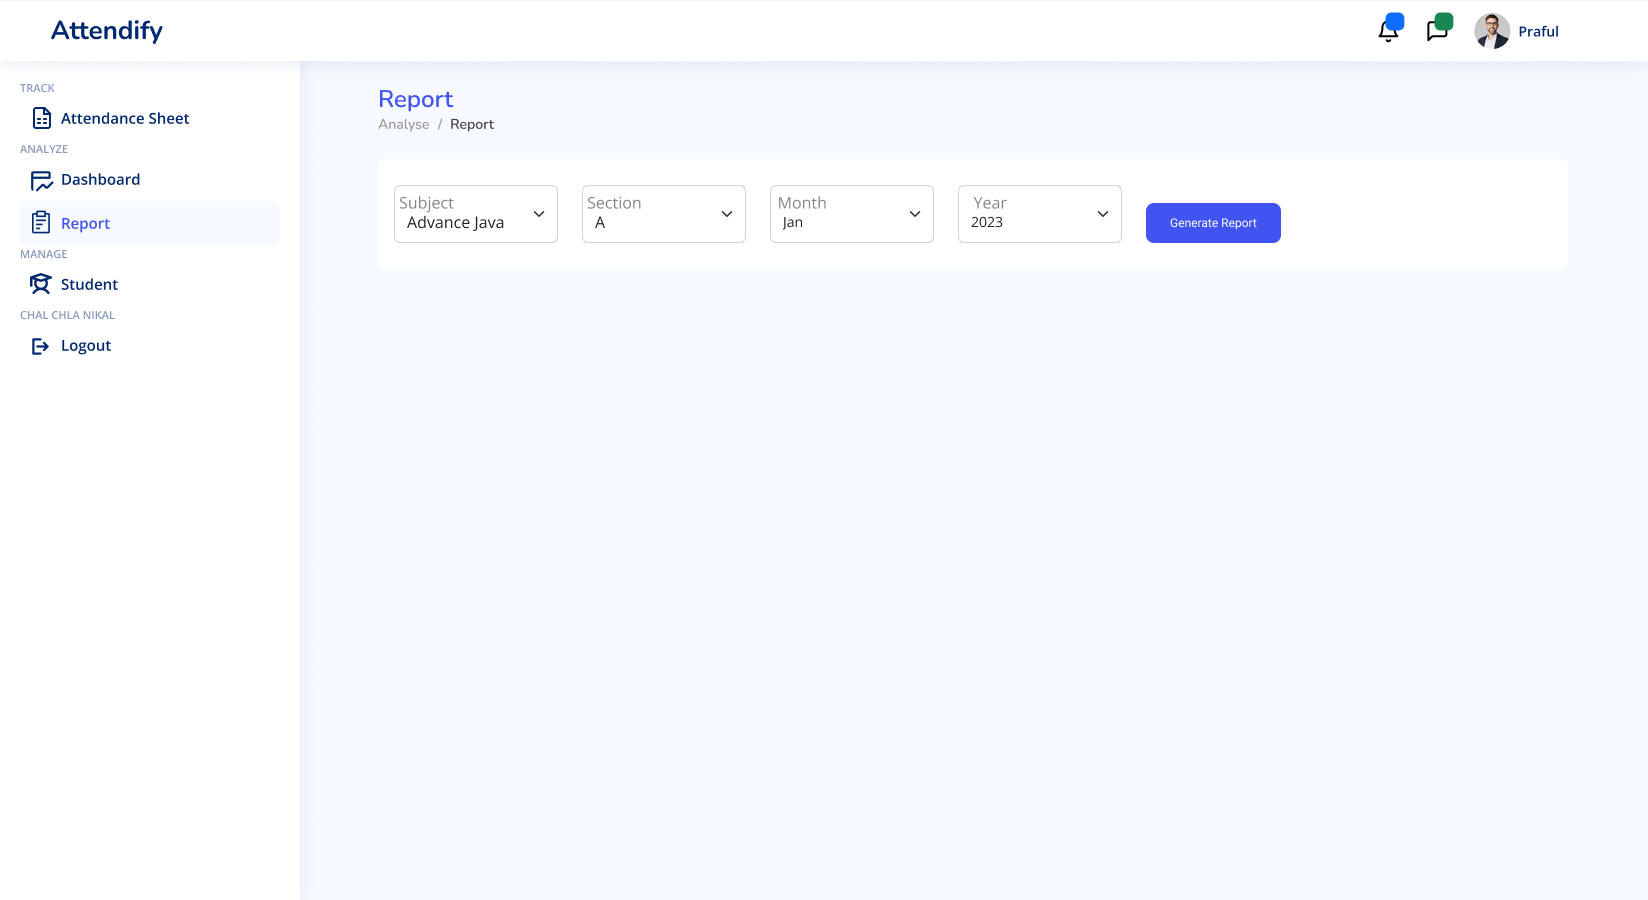 Attendify
Praful
TRACK
Attendance Sheet
ANALYZE
Dashboard
Report
MANAGE
Student
CHAL CHLA NIKAL
Logout
Report
Analyse / Report
Subject
Advance Java
Section
A
Month
Jan
Year
2023
Generate Report